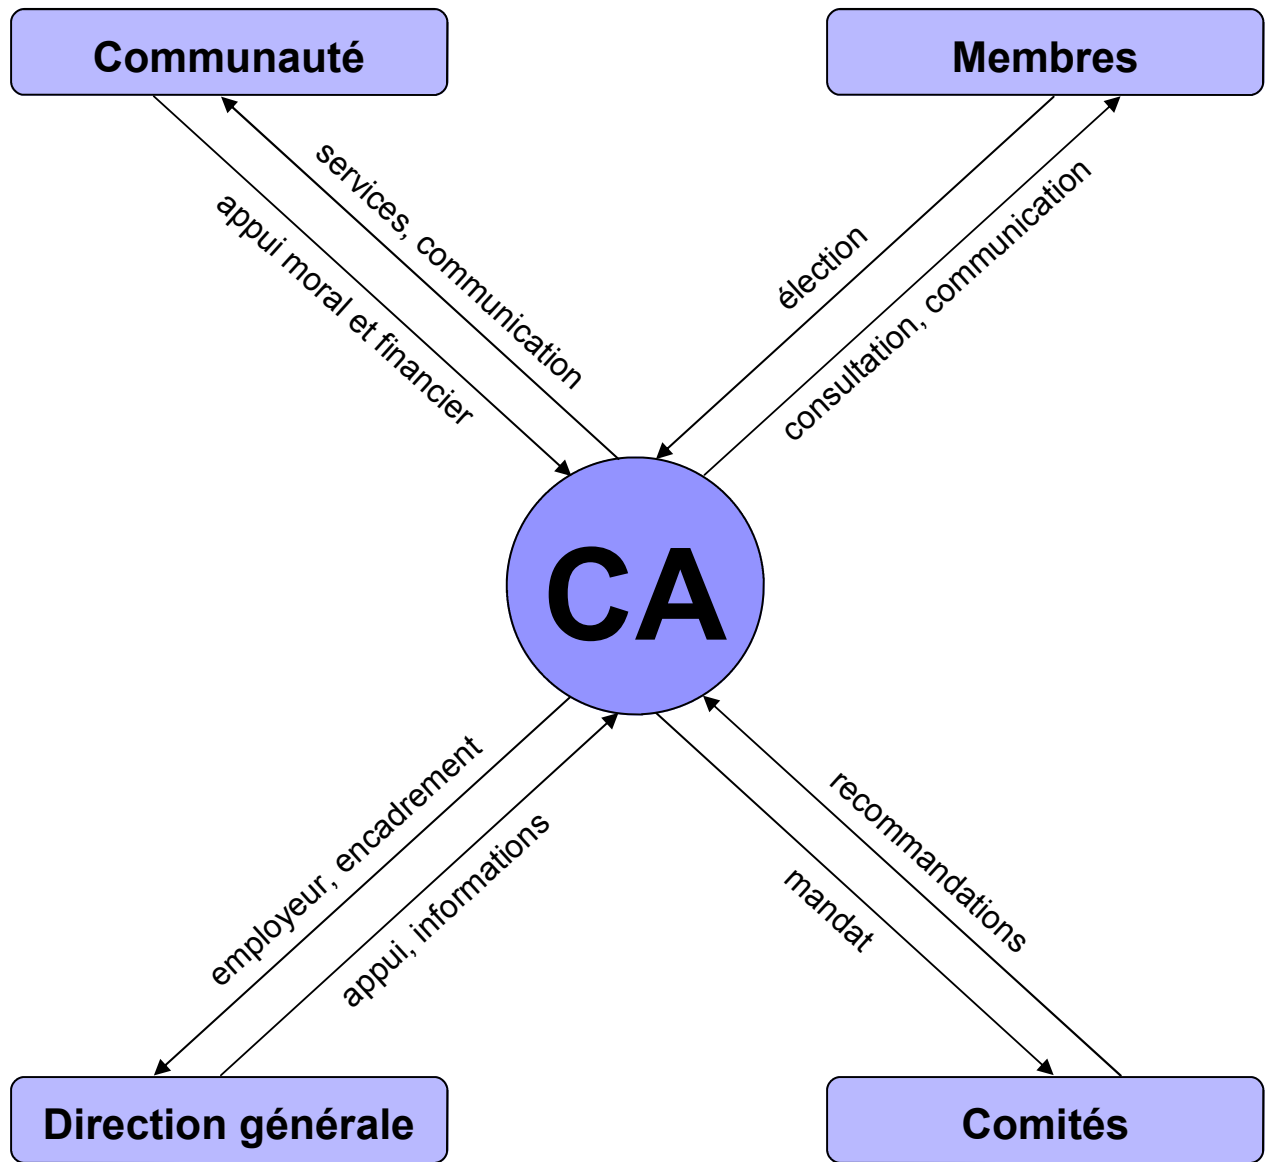 Communauté
Membres
services, communication
appui moral et financier
élection
consultation, communication
CA
employeur, encadrement
appui, informations
recommandations
mandat
Direction générale
Comités